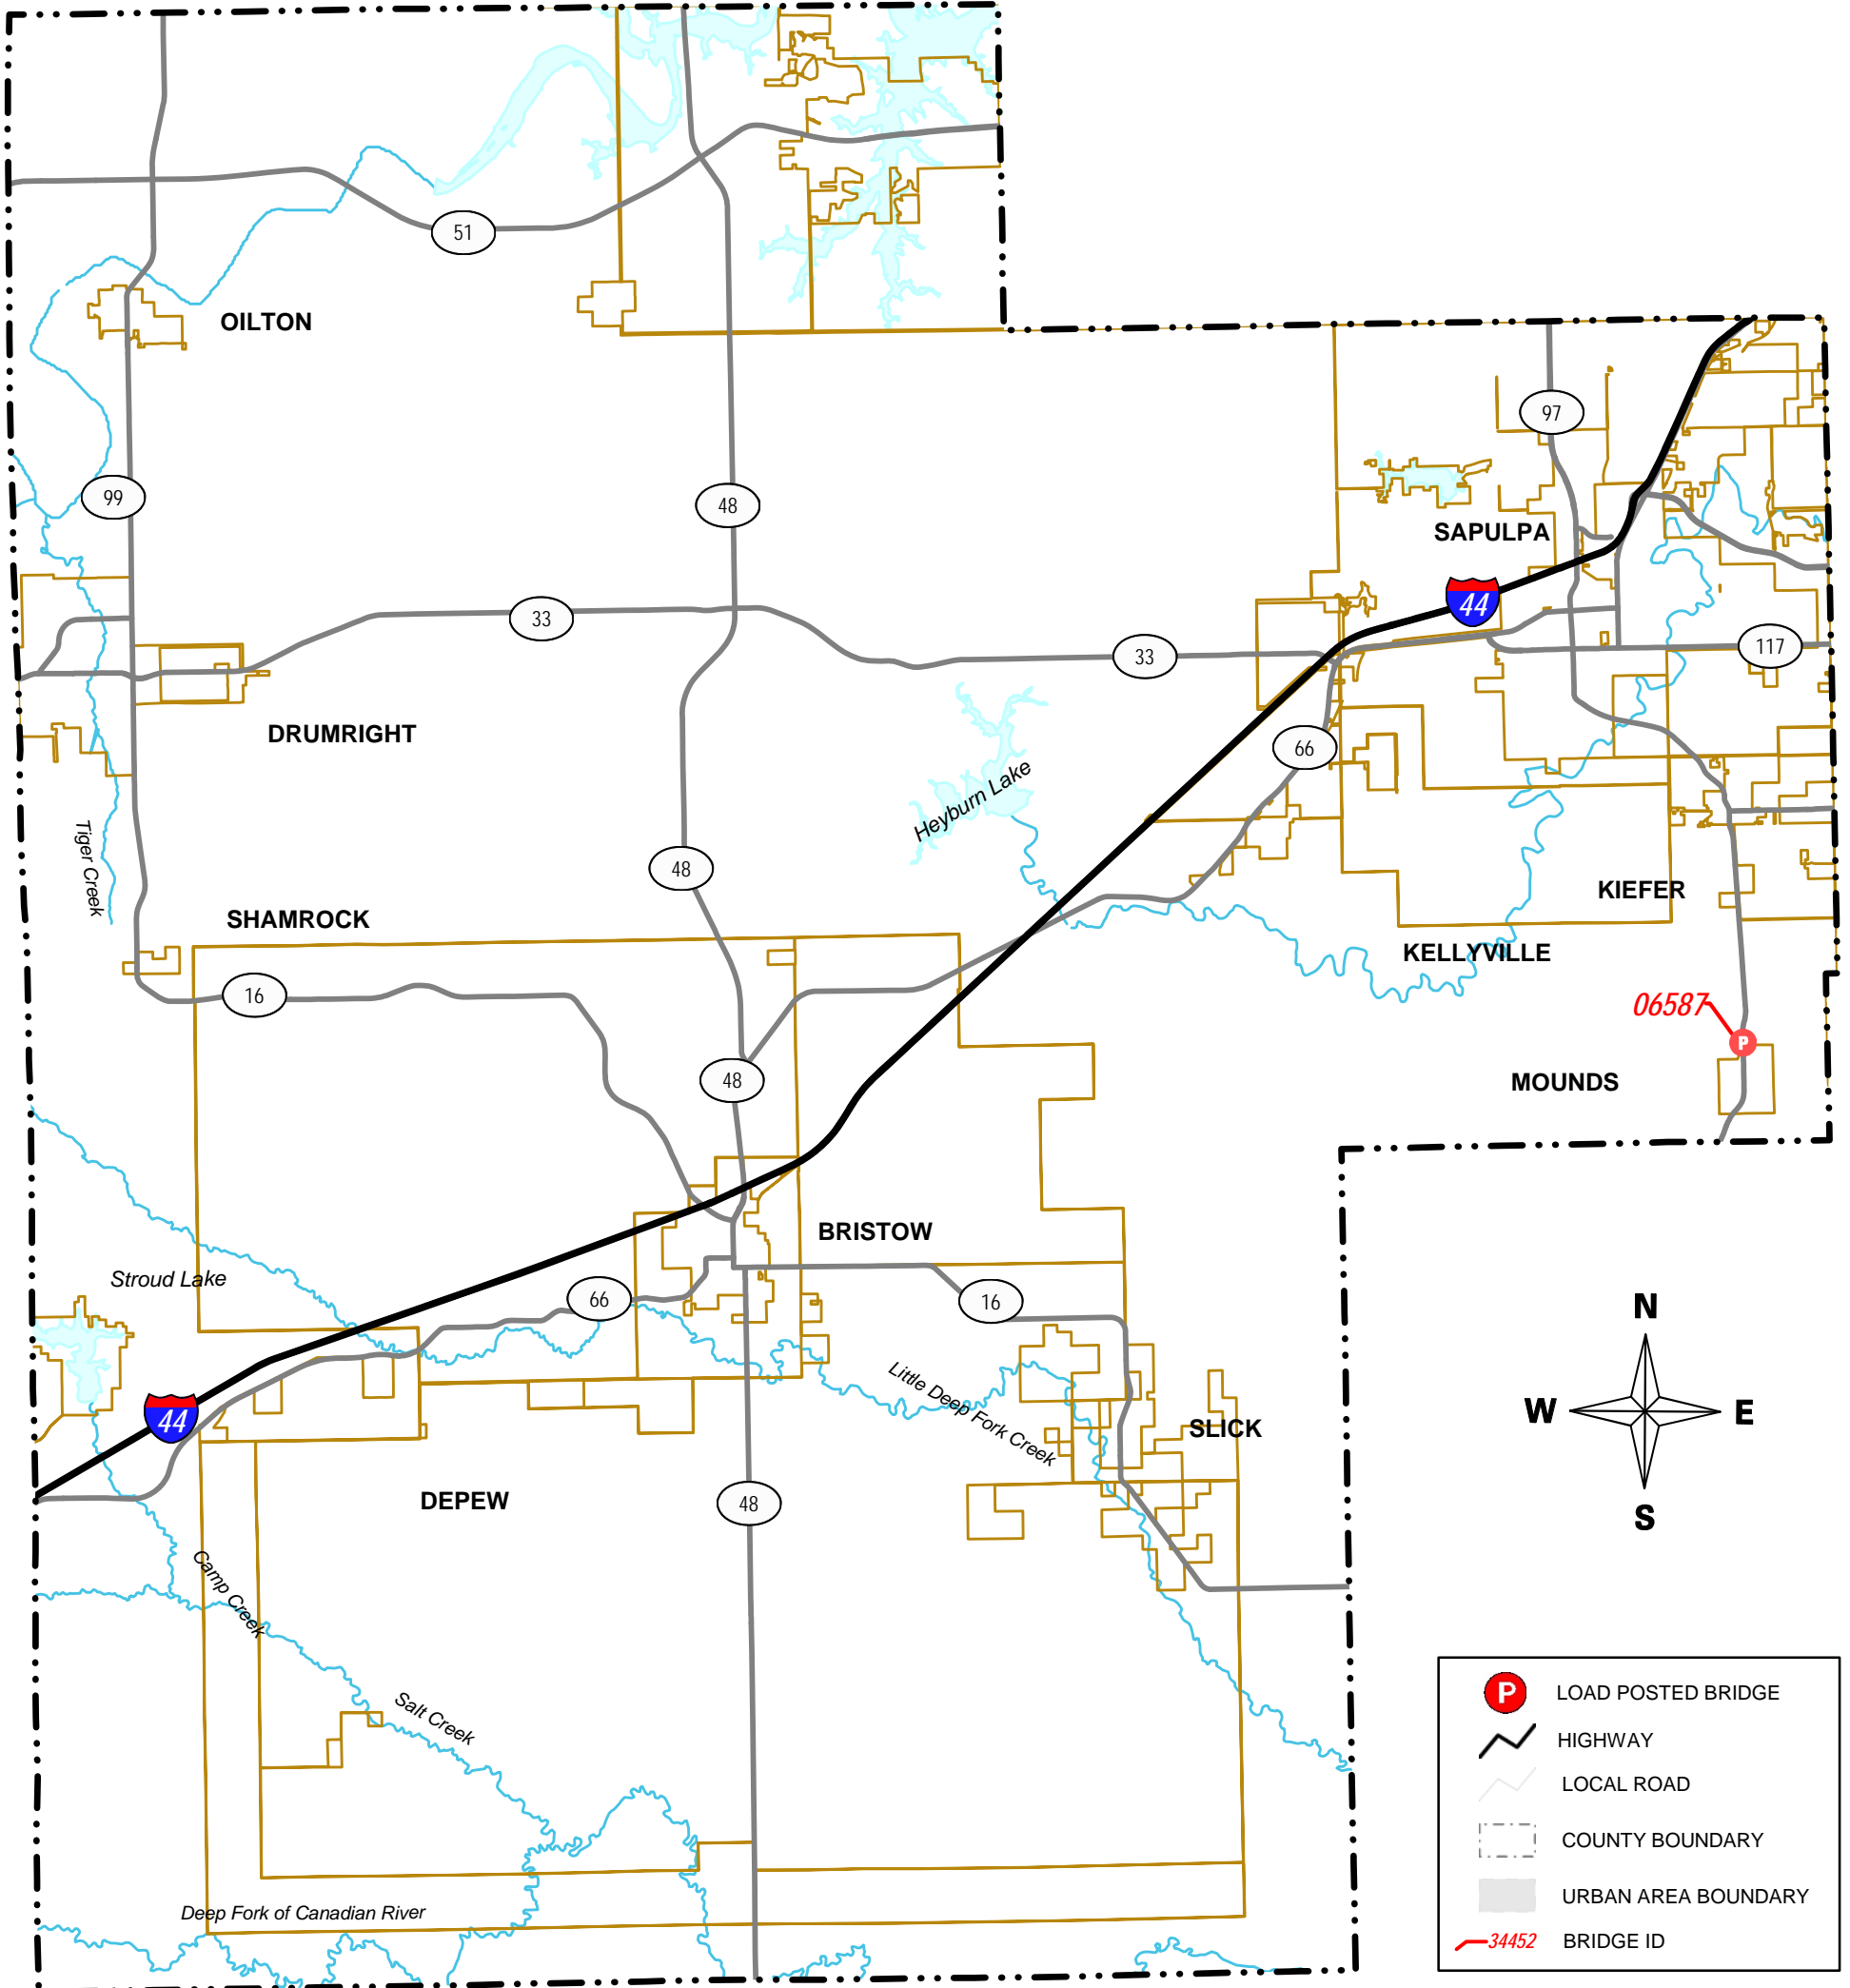 51
OILTON
97
99
48
SAPULPA
44
33
33
117
DRUMRIGHT
66
Heyburn Lake
Tiger Creek
48
KIEFER
SHAMROCK
KELLYVILLE
16
06587
P
48
MOUNDS
BRISTOW
Stroud Lake
66
16
N
Little Deep Fork Creek
W
E
44
SLICK
DEPEW
48
S
Camp Creek
Salt Creek
P LOAD POSTED BRIDGE
HIGHWAY
LOCAL ROAD
COUNTY BOUNDARY
URBAN AREA BOUNDARY
Deep Fork of Canadian River
34452 BRIDGE ID